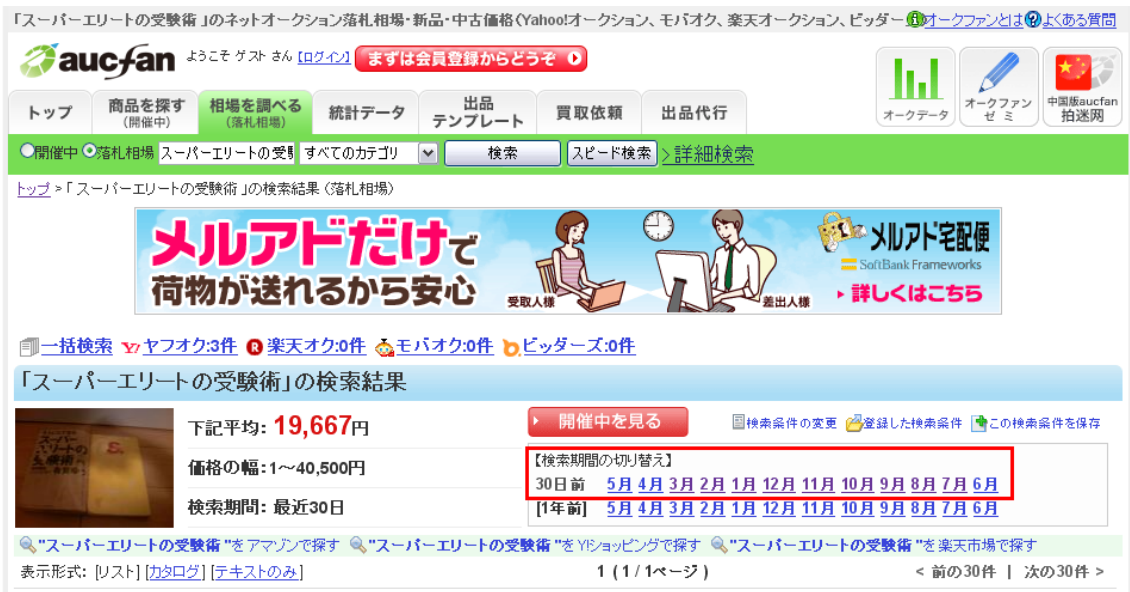 「スーパーエリートの受験術 」のネットオークション落札相場・新品・中古価格(Yahoo!オークション、モバオク、楽天オークション、ビッダー オークファンとは よくある質問
aucfan ようこそ ゲスト さん [ログイン] まずは会員登録からどうぞ
オークデータ オークファンゼミ 中国版aucfan 拍迷网
トップ 商品を探す (開催中) 相場を調べる (落札相場) 統計データ 出品テンプレート 買取依頼 出品代行
開催中 落札相場 スーパーエリートの受験 すべてのカテゴリ 検索 スピード検索 >詳細検索
トップ >「 スーパーエリートの受験術 」の検索結果 (落札相場)
メルアドだけで
荷物が送れるから安心
受取人様 差出人様
メルアド宅配便
SoftBank Frameworks
詳しくはこちら
一括検索 ヤフオク:3件 楽天オク:0件 モバオク:0件 ビッダーズ:0件
「スーパーエリートの受験術」の検索結果
下記平均: 19,667円
価格の幅:1〜40,500円
検索期間: 最近30日
開催中を見る 検索条件の変更 登録した検索条件 この検索条件を保存
【検索期間の切り替え】
30日前 5月 4月 3月 2月 1月 12月 11月 10月 9月 8月 7月 6月
[1年前] 5月 4月 3月 2月 1月 12月 11月 10月 9月 8月 7月 6月
"スーパーエリートの受験術 "をアマゾンで探す "スーパーエリートの受験術 "をY!ショッピングで探す "スーパーエリートの受験術 "を楽天市場で探す
表示形式: [リスト] [カタログ] [テキストのみ] 1 ( 1 / 1ページ ) < 前の30件 | 次の30件 >